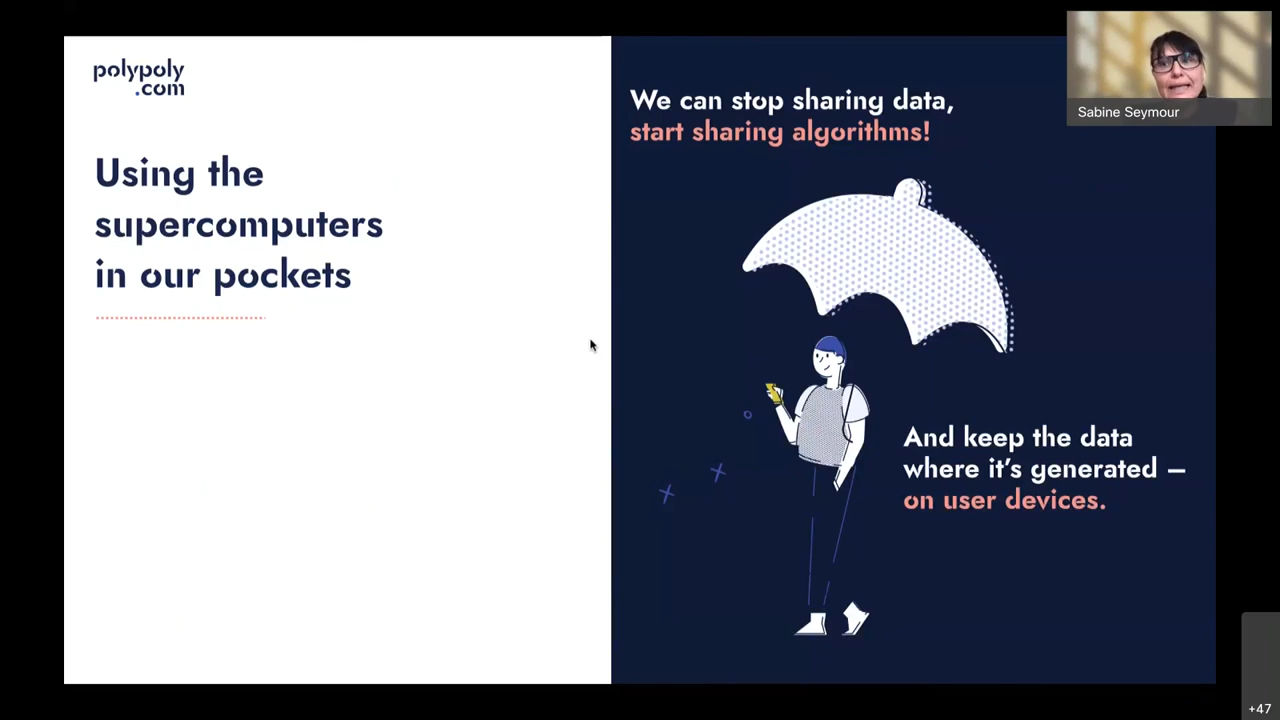 polypoly
.com
Using the
supercomputers
in our pockets
We can stop sharing data,
start sharing algorithms!
And keep the data
where it's generated –
on user devices.
Sabine Seymour
+47